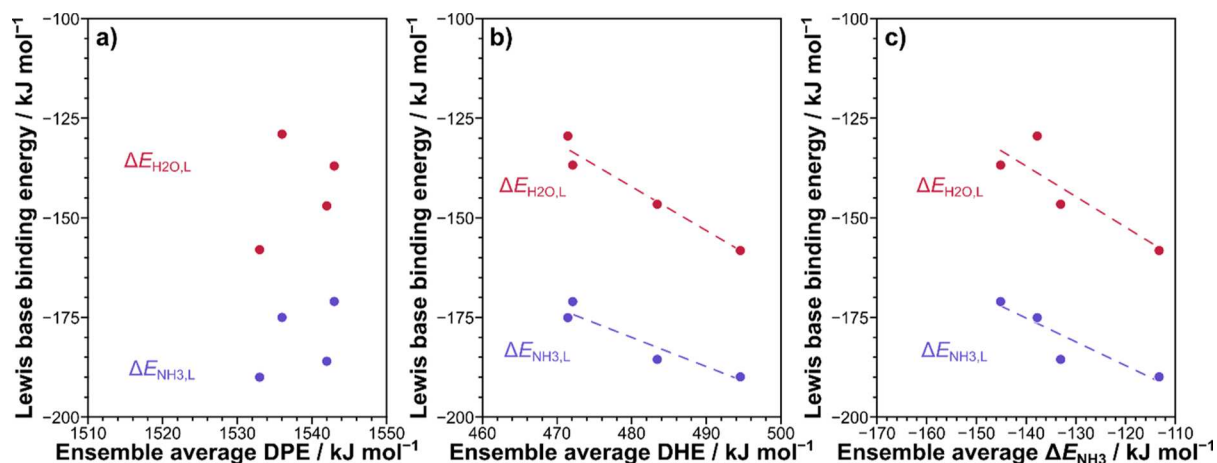 a)
Lewis base binding energy / kJ mol⁻¹
−100
−125
−150
−175
−200
ΔE_H2O,L
ΔE_NH3,L
1510
1520
1530
1540
1550
Ensemble average DPE / kJ mol⁻¹
b)
Lewis base binding energy / kJ mol⁻¹
−100
−125
−150
−175
−200
ΔE_H2O,L
ΔE_NH3,L
460
470
480
490
500
Ensemble average DHE / kJ mol⁻¹
c)
Lewis base binding energy / kJ mol⁻¹
−100
−125
−150
−175
−200
ΔE_H2O,L
ΔE_NH3,L
−170
−160
−150
−140
−130
−120
−110
Ensemble average ΔE_NH3 / kJ mol⁻¹